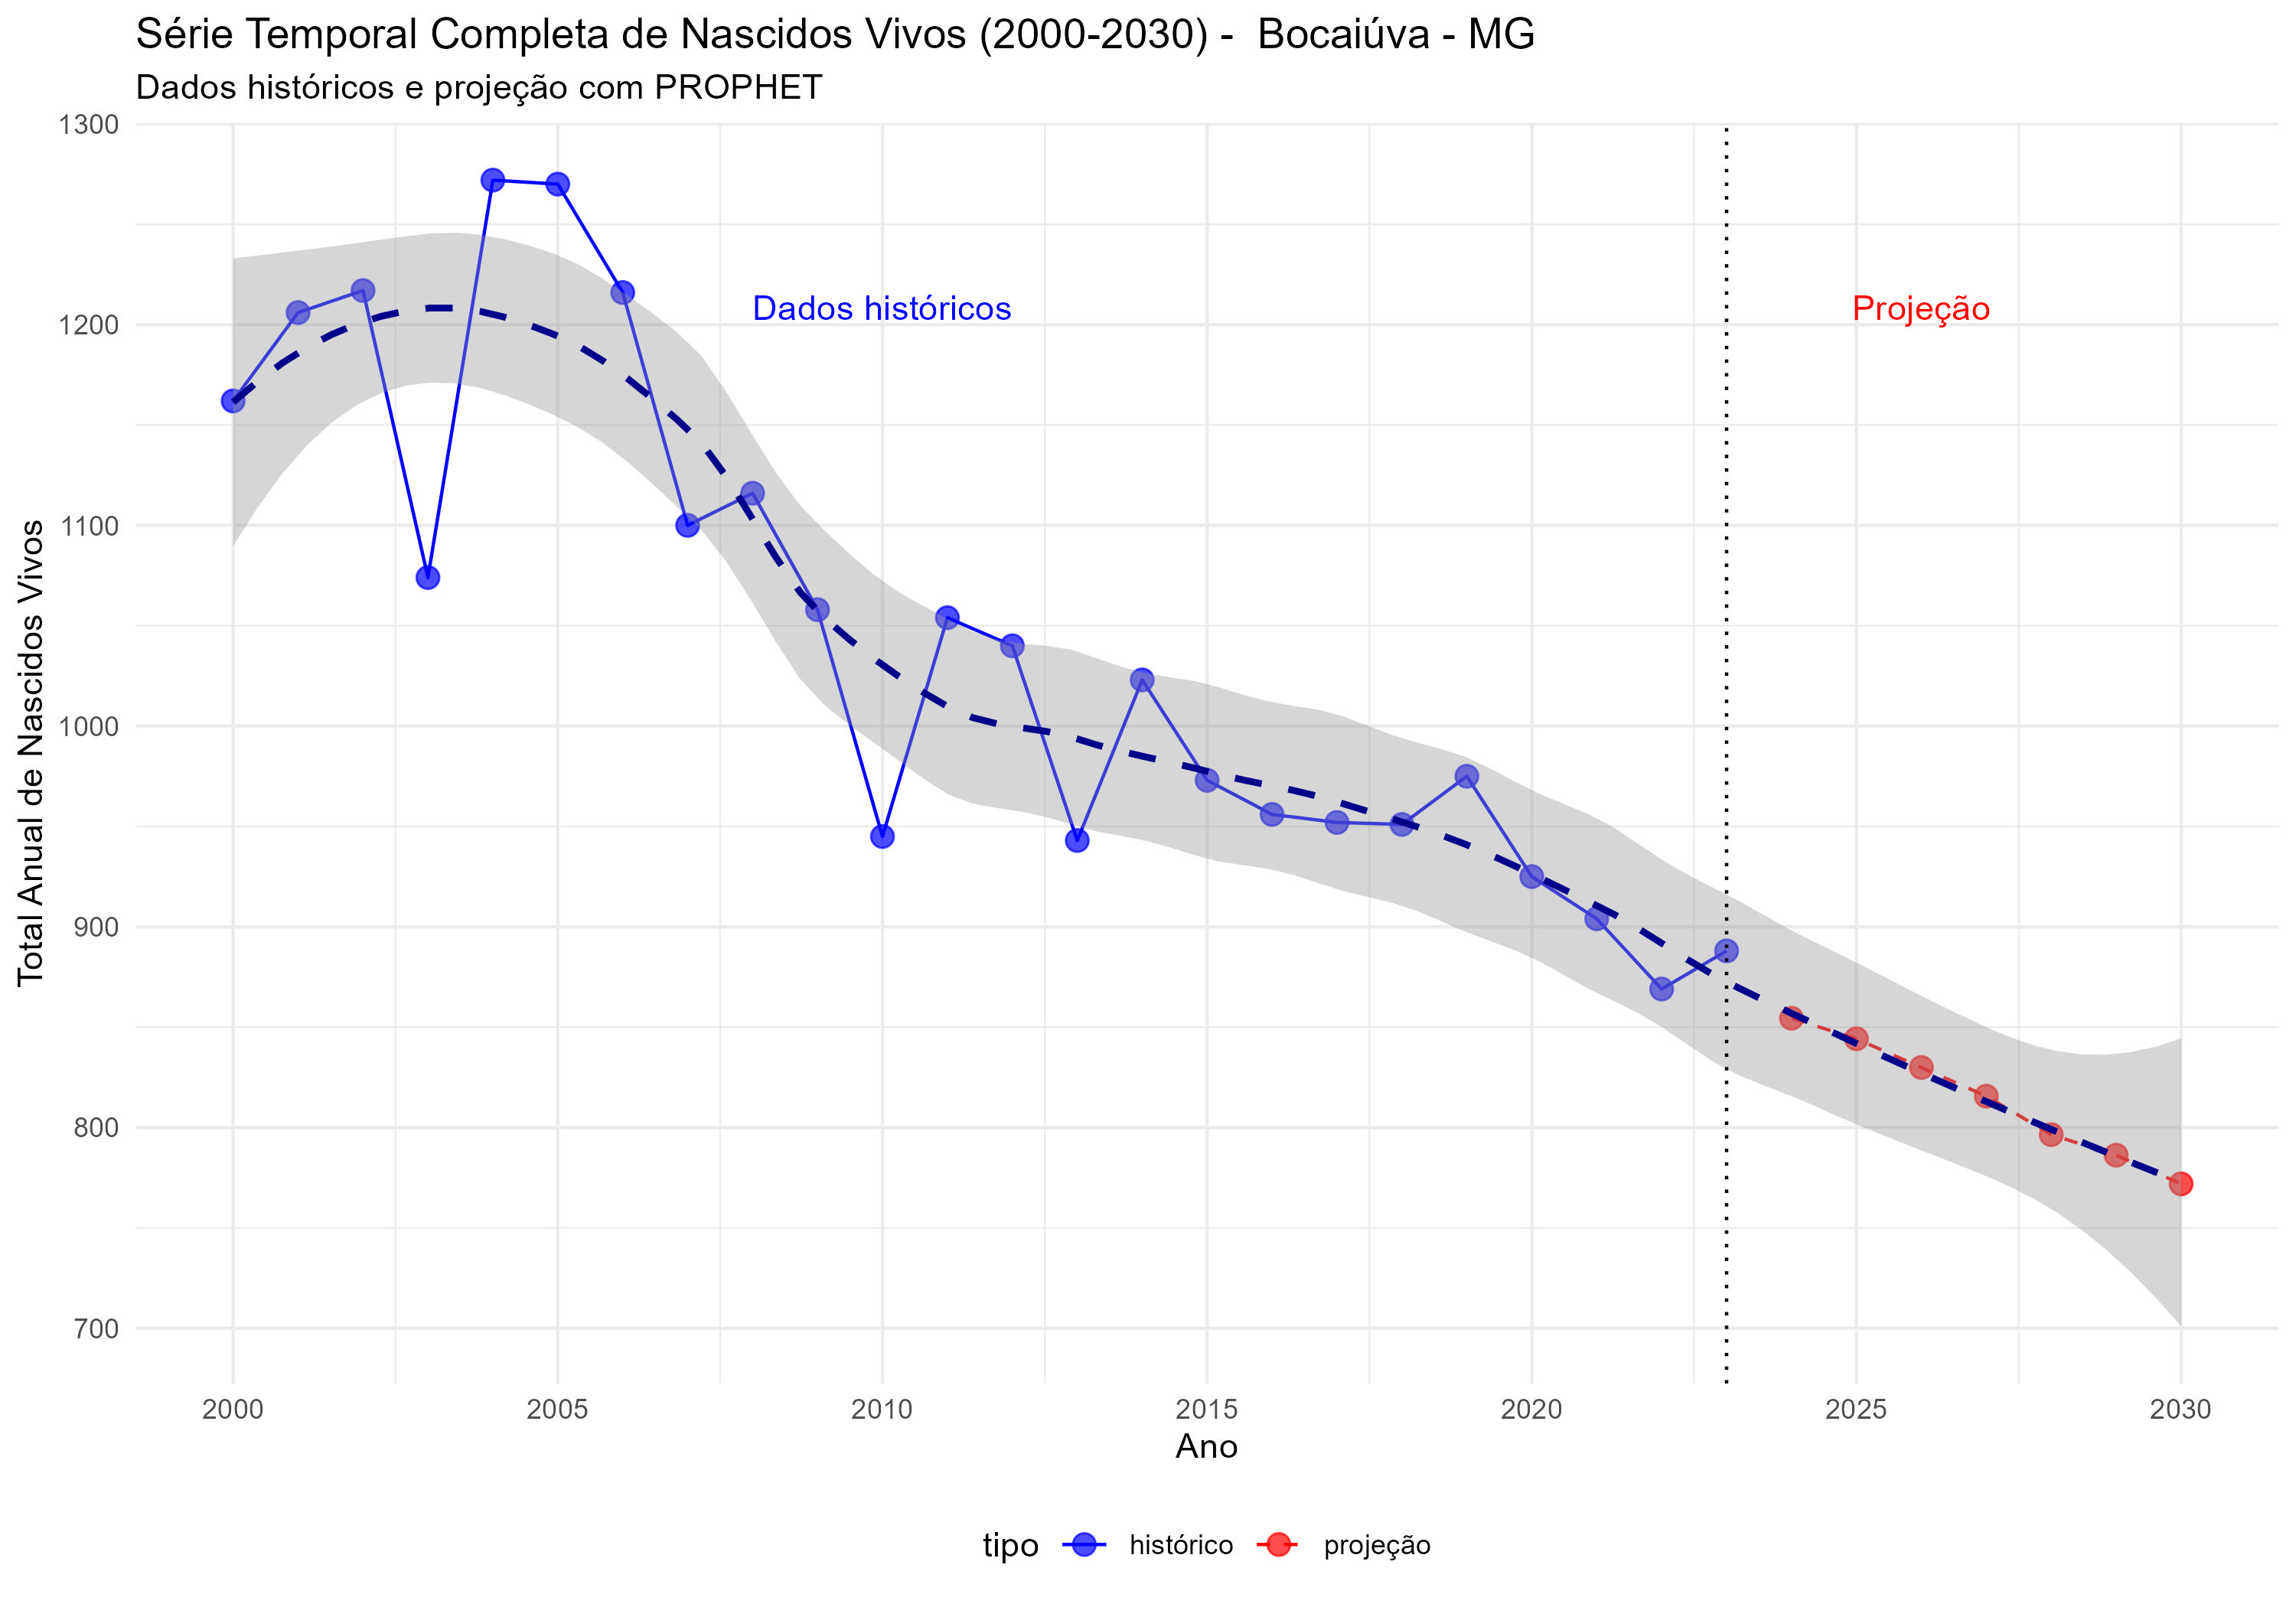 Série Temporal Completa de Nascidos Vivos (2000-2030) -  Bocaiúva - MG
Dados históricos e projeção com PROPHET
Total Anual de Nascidos Vivos
1300
1200
1100
1000
900
800
700
Dados históricos
Projeção
2000 2005 2010 2015 2020 2025 2030
Ano
tipo histórico projeção